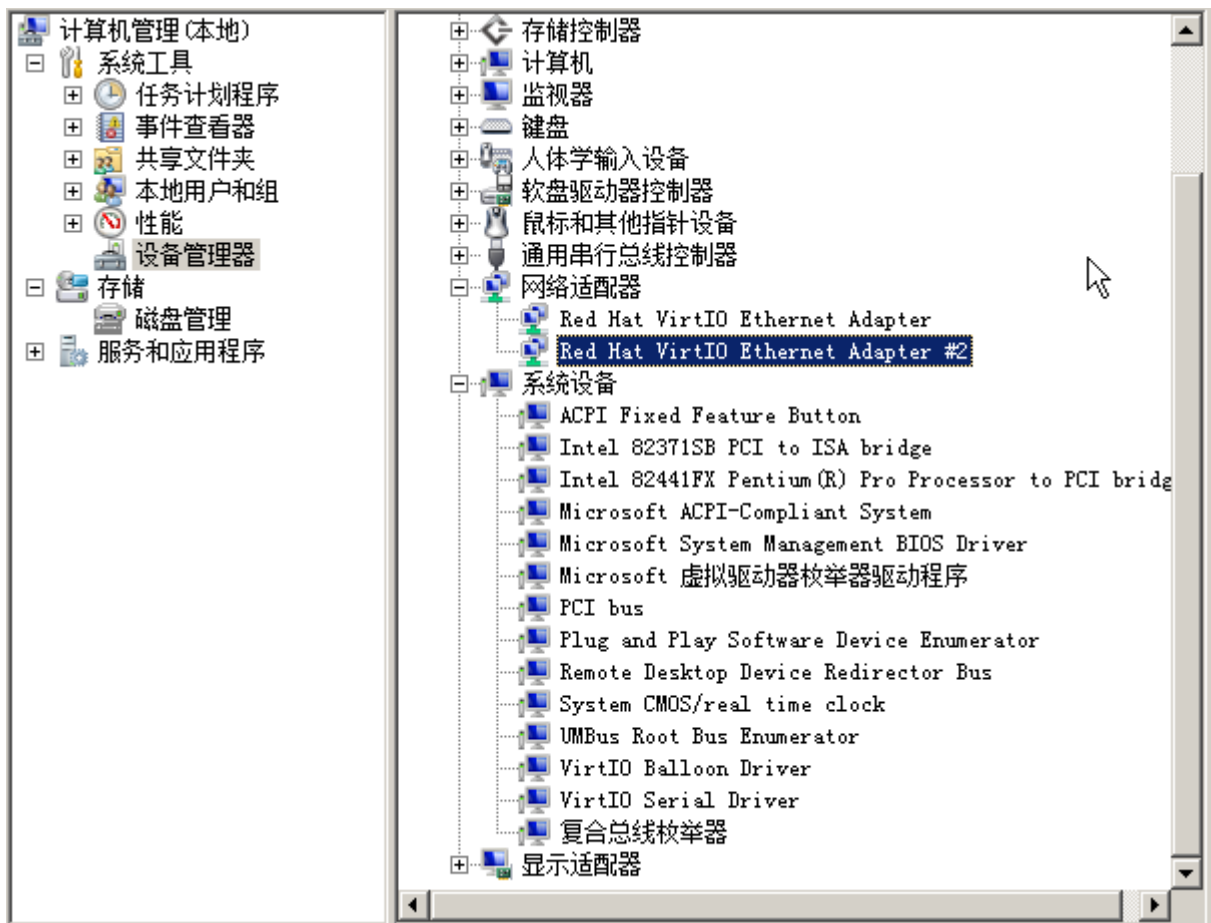 计算机管理(本地)
系统工具
任务计划程序
事件查看器
共享文件夹
本地用户和组
性能
设备管理器
存储
磁盘管理
服务和应用程序
存储控制器
计算机
监视器
键盘
人体学输入设备
软盘驱动器控制器
鼠标和其他指针设备
通用串行总线控制器
网络适配器
Red Hat VirtIO Ethernet Adapter
Red Hat VirtIO Ethernet Adapter #2
系统设备
ACPI Fixed Feature Button
Intel 82371SB PCI to ISA bridge
Intel 82441FX Pentium(R) Pro Processor to PCI bridg
Microsoft ACPI-Compliant System
Microsoft System Management BIOS Driver
Microsoft 虚拟驱动器枚举器驱动程序
PCI bus
Plug and Play Software Device Enumerator
Remote Desktop Device Redirector Bus
System CMOS/real time clock
UMBus Root Bus Enumerator
VirtIO Balloon Driver
VirtIO Serial Driver
复合总线枚举器
显示适配器